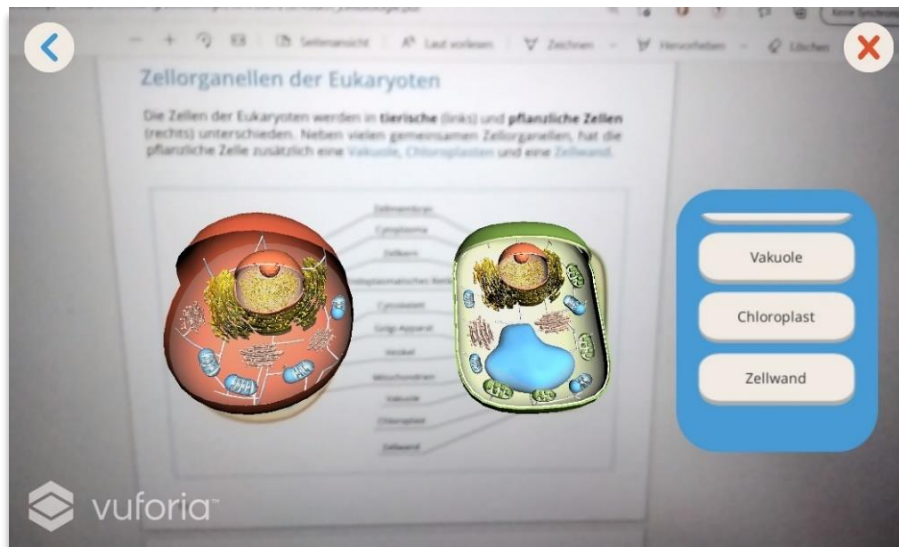 Seitenansicht
Laut vorlesen
Zeichnen
Hervorheben
Löschen
Zellorganellen der Eukaryoten
Die Zellen der Eukaryoten werden in tierische (links) und pflanzliche Zellen
(rechts) unterschieden. Neben vielen gemeinsamen Zellorganellen, hat die
pflanzliche Zelle zusätzlich eine Vakuole, Chloroplasten und eine Zellwand.
Zellmembran
Cytoplasma
Zellkern
Cytoskelett
Golgi-Apparat
Vesikel
Mitochondrien
Vakuole
Chloroplast
Zellwand
Vakuole
Chloroplast
Zellwand
vuforia™